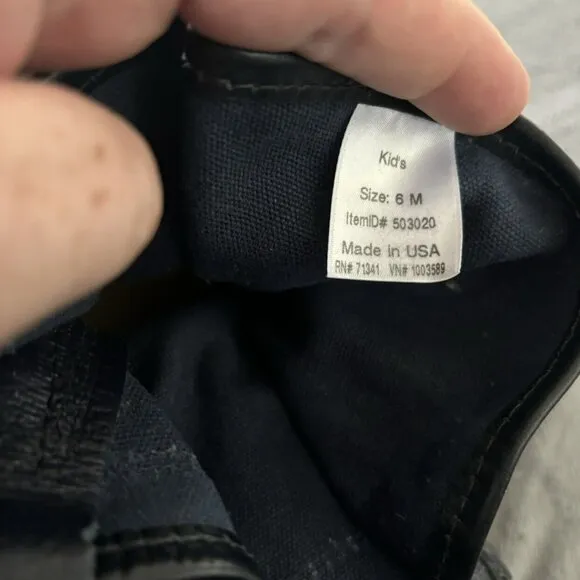 Kid's
Size: 6 M
ItemID# 503020
Made in USA
RN# 71341 VN# 1003589